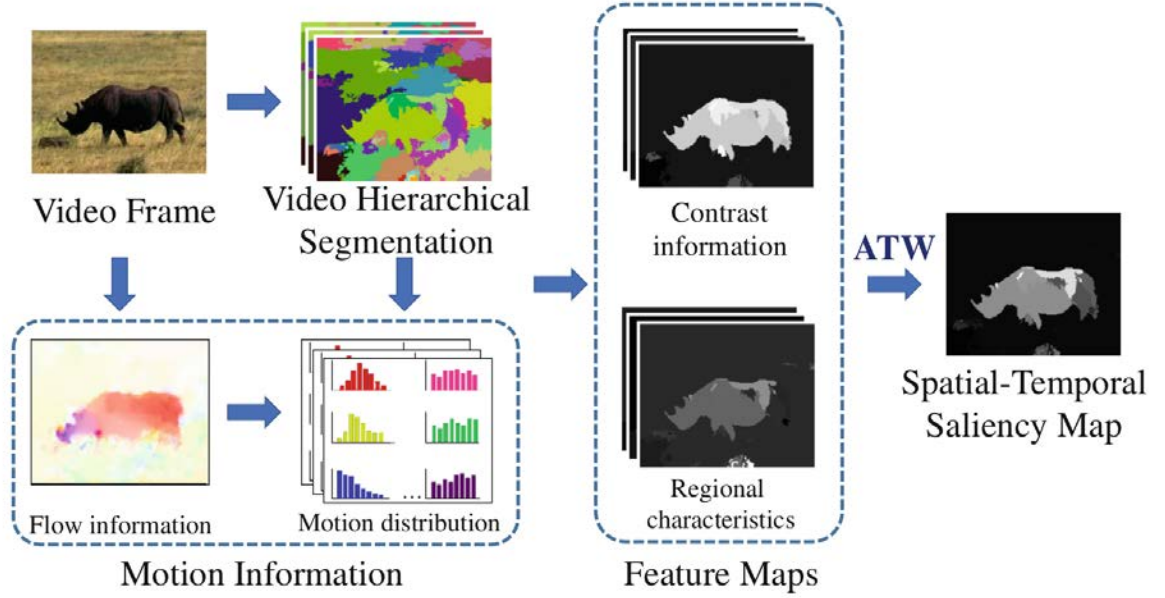 Video Frame
Video Hierarchical
Segmentation
Flow information
...
Motion distribution
Motion Information
Contrast
information
Regional
characteristics
Feature Maps
ATW
Spatial-Temporal
Saliency Map